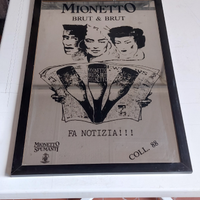 MIONETTO
BRUT & BRUT
FA NOTIZIA!!!
MIONETTO
SPUMANTI
COLL. 88